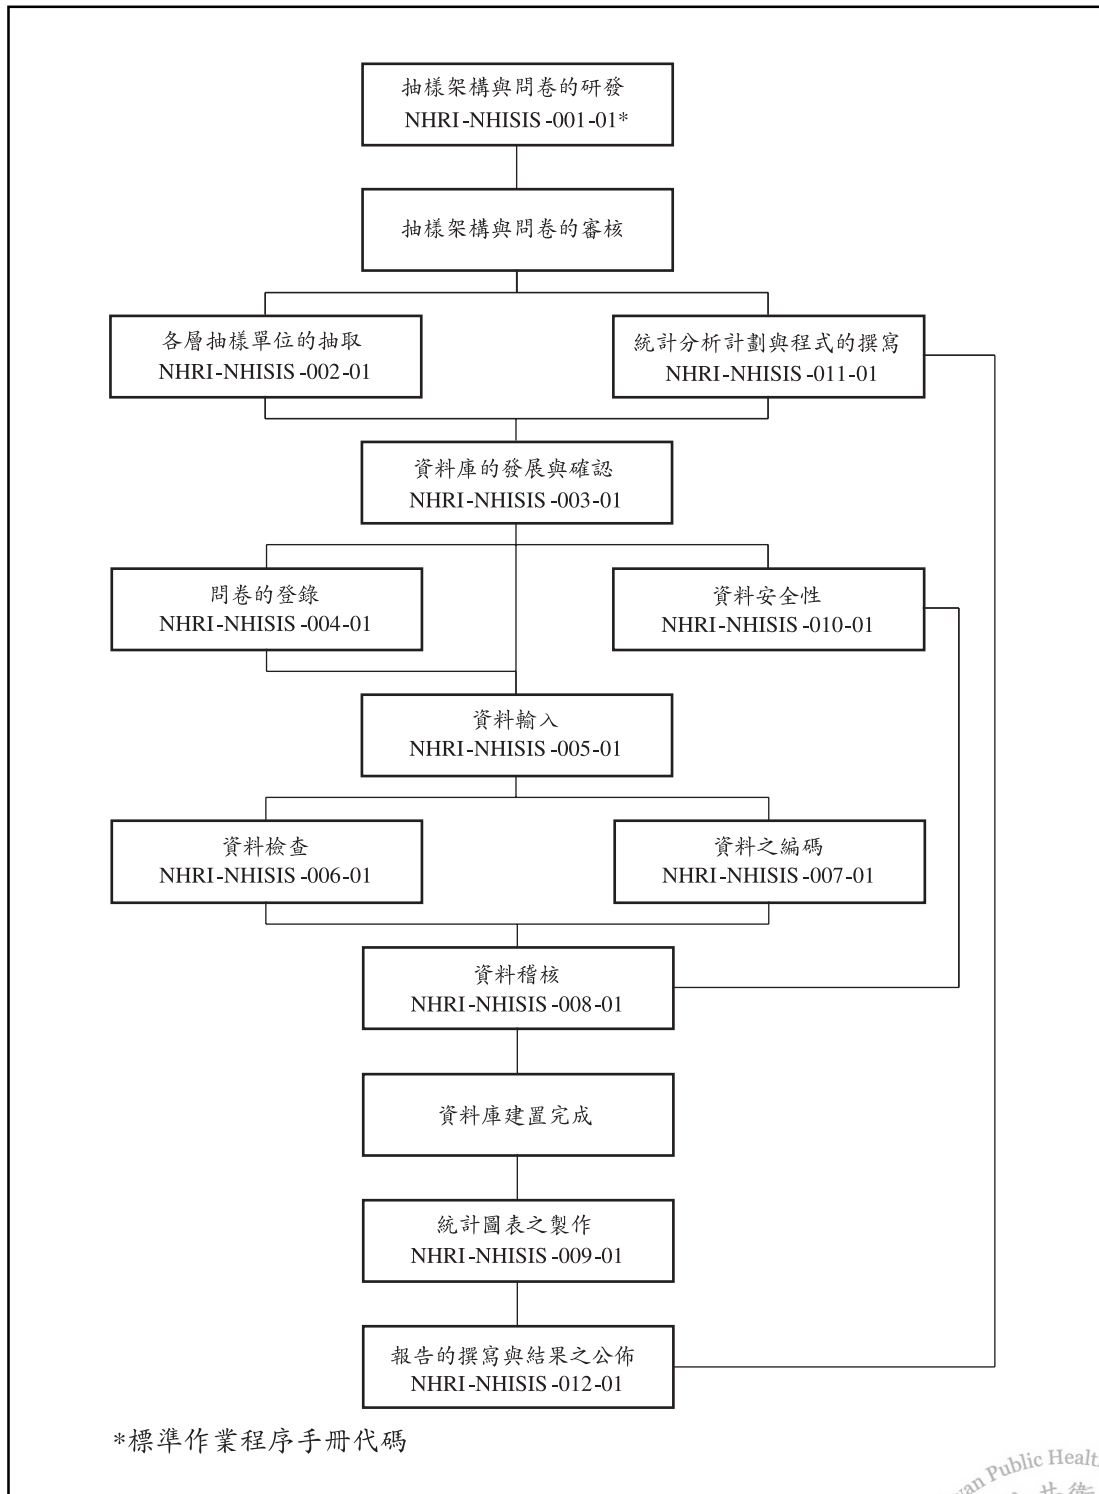 抽樣架構與問卷的研發
NHRI-NHISIS-001-01*
抽樣架構與問卷的審核
各層抽樣單位的抽取
NHRI-NHISIS-002-01
統計分析計劃與程式的撰寫
NHRI-NHISIS-011-01
資料庫的發展與確認
NHRI-NHISIS-003-01
問卷的登錄
NHRI-NHISIS-004-01
資料安全性
NHRI-NHISIS-010-01
資料輸入
NHRI-NHISIS-005-01
資料檢查
NHRI-NHISIS-006-01
資料之編碼
NHRI-NHISIS-007-01
資料稽核
NHRI-NHISIS-008-01
資料庫建置完成
統計圖表之製作
NHRI-NHISIS-009-01
報告的撰寫與結果之公佈
NHRI-NHISIS-012-01
*標準作業程序手冊代碼
Public